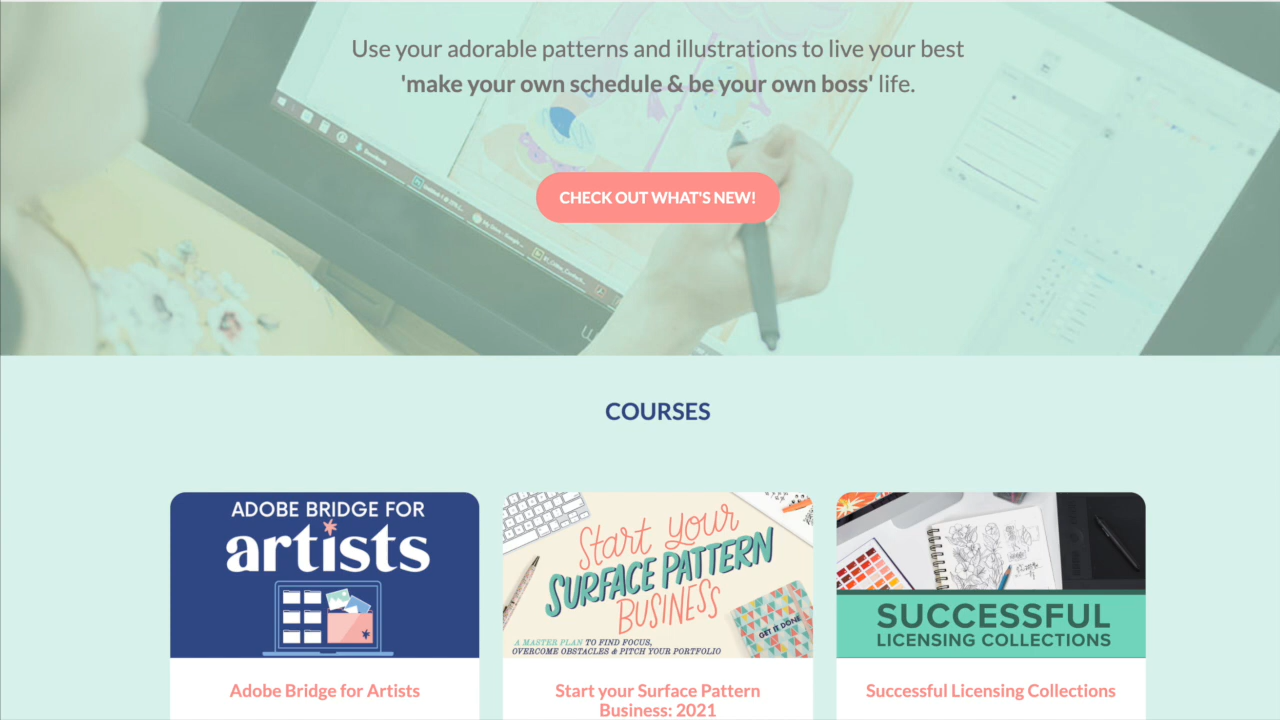 Use your adorable patterns and illustrations to live your best
'make your own schedule & be your own boss' life.
CHECK OUT WHAT'S NEW!
COURSES
ADOBE BRIDGE FOR
artists
Start your
SURFACE PATTERN
BUSINESS
GET IT DONE
A MASTER PLAN TO FIND FOCUS,
OVERCOME OBSTACLES & PITCH YOUR PORTFOLIO
SUCCESSFUL
LICENSING COLLECTIONS
Adobe Bridge for Artists
Start your Surface Pattern
Business: 2021
Successful Licensing Collections